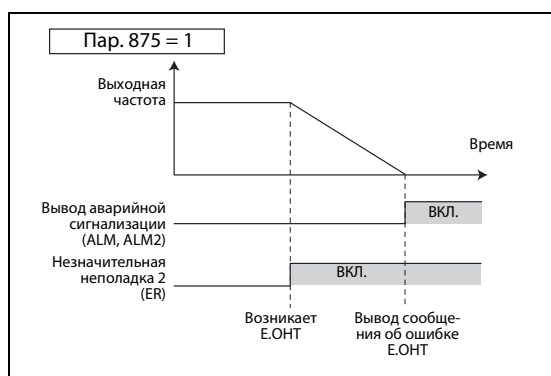 Пар. 875 = 1
Выходная
частота
Время
Вывод аварийной
сигнализации
(ALM, ALM2)
ВКЛ.
Незначительная
неполадка 2
(ER)
ВКЛ.
Возникает
E.OHT
Вывод сообще-
ния об ошибке
E.OHT